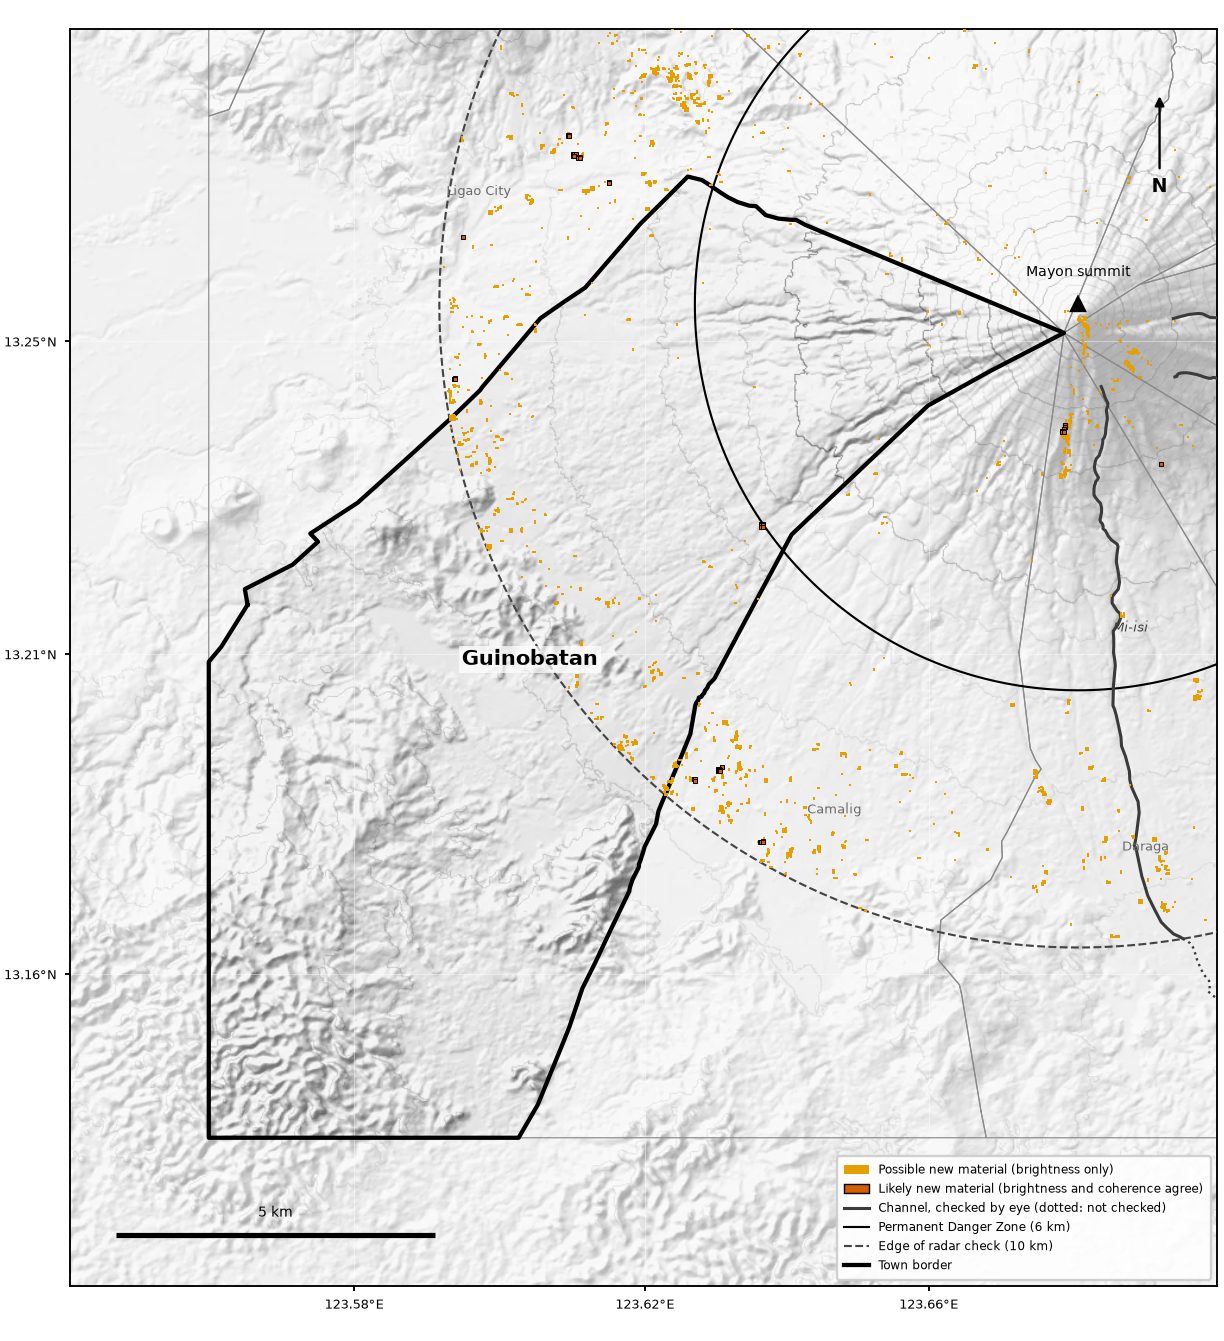 N
Ligao City
Mayon summit
13.25°N
Mi-isi
13.21°N
Guinobatan
Camalig
Daraga
13.16°N
Possible new material (brightness only)
Likely new material (brightness and coherence agree)
Channel, checked by eye (dotted: not checked)
Permanent Danger Zone (6 km)
Edge of radar check (10 km)
Town border
5 km
123.58°E
123.62°E
123.66°E